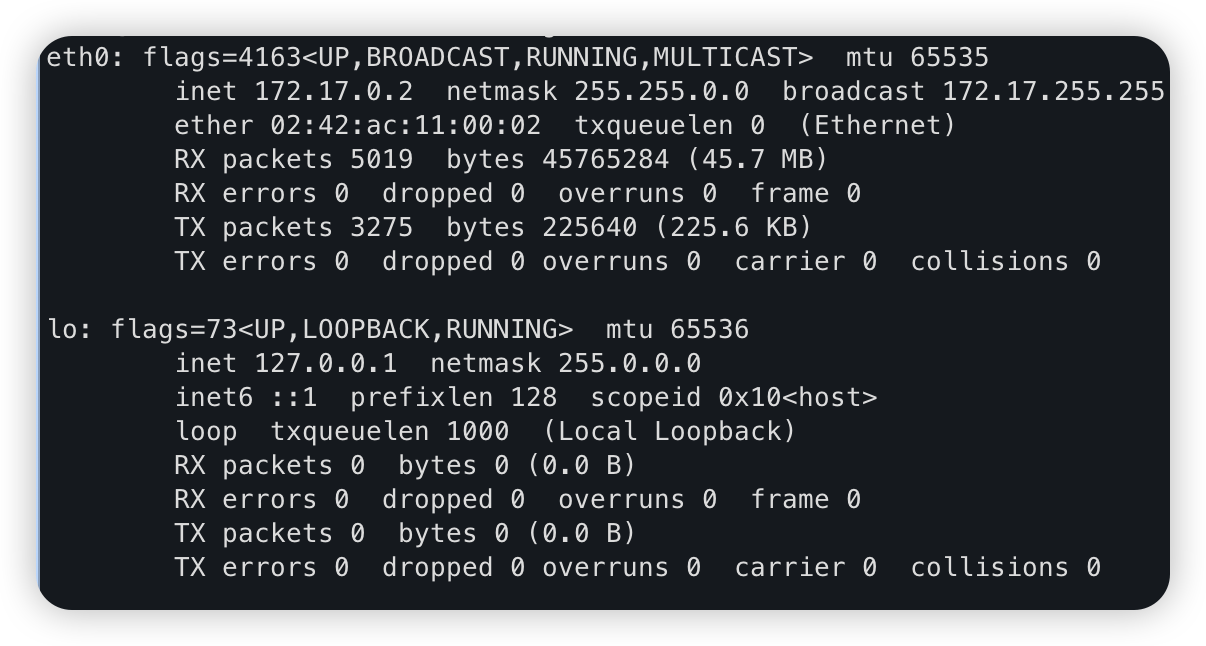 eth0: flags=4163<UP,BROADCAST,RUNNING,MULTICAST>  mtu 65535
        inet 172.17.0.2  netmask 255.255.0.0  broadcast 172.17.255.255
        ether 02:42:ac:11:00:02  txqueuelen 0  (Ethernet)
        RX packets 5019  bytes 45765284 (45.7 MB)
        RX errors 0  dropped 0  overruns 0  frame 0
        TX packets 3275  bytes 225640 (225.6 KB)
        TX errors 0  dropped 0 overruns 0  carrier 0  collisions 0

lo: flags=73<UP,LOOPBACK,RUNNING>  mtu 65536
        inet 127.0.0.1  netmask 255.0.0.0
        inet6 ::1  prefixlen 128  scopeid 0x10<host>
        loop  txqueuelen 1000  (Local Loopback)
        RX packets 0  bytes 0 (0.0 B)
        RX errors 0  dropped 0  overruns 0  frame 0
        TX packets 0  bytes 0 (0.0 B)
        TX errors 0  dropped 0 overruns 0  carrier 0  collisions 0